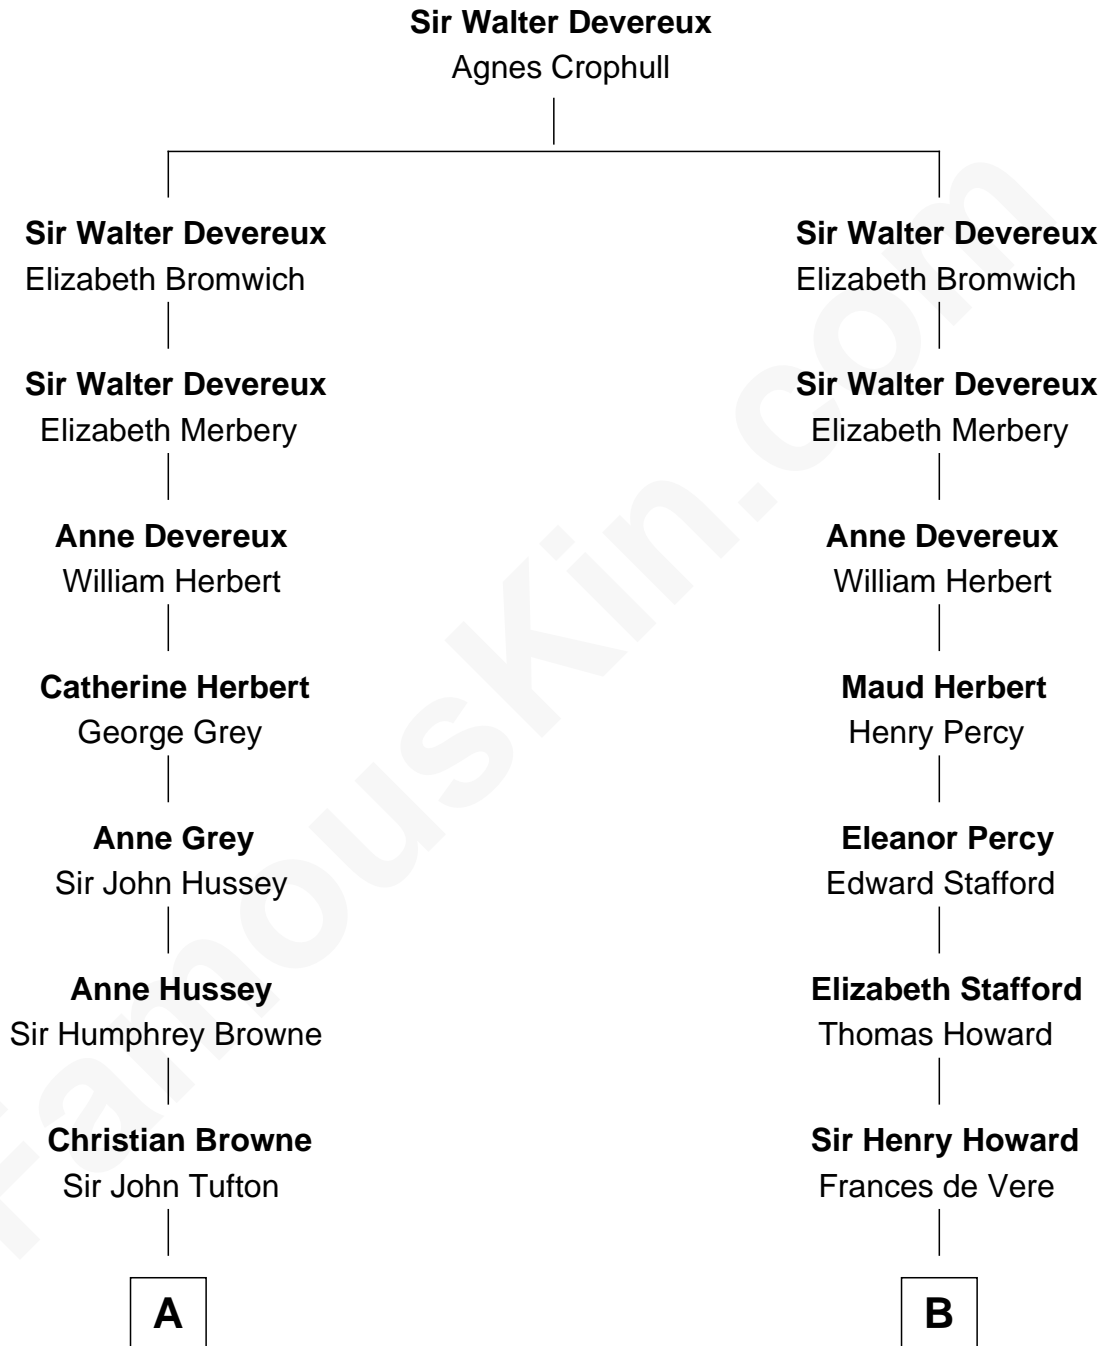 Sir Walter Devereux
Agnes Crophull
Sir Walter Devereux
Elizabeth Bromwich
Sir Walter Devereux
Elizabeth Merbery
Anne Devereux
William Herbert
Catherine Herbert
George Grey
Anne Grey
Sir John Hussey
Anne Hussey
Sir Humphrey Browne
Christian Browne
Sir John Tufton
A
Sir Walter Devereux
Elizabeth Bromwich
Sir Walter Devereux
Elizabeth Merbery
Anne Devereux
William Herbert
Maud Herbert
Henry Percy
Eleanor Percy
Edward Stafford
Elizabeth Stafford
Thomas Howard
Sir Henry Howard
Frances de Vere
B
FamousKin.com